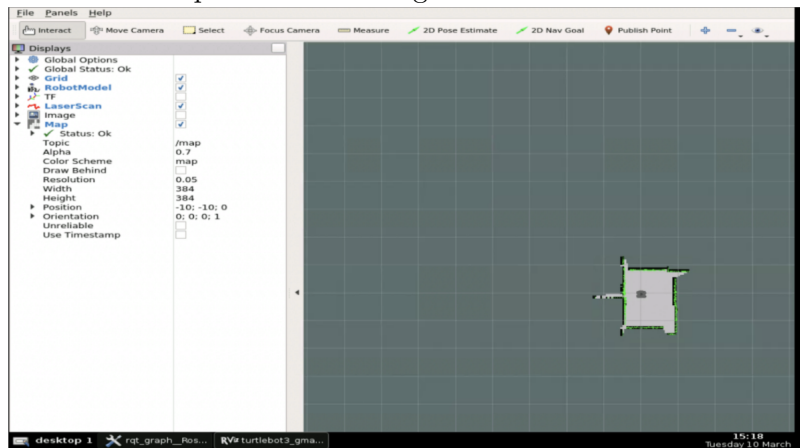 File Panels Help
Interact Move Camera Select Focus Camera Measure 2D Pose Estimate 2D Nav Goal Publish Point
Displays
Global Options
Global Status: Ok
Grid
RobotModel
TF
LaserScan
Image
Map
Status: Ok
Topic /map
Alpha 0.7
Color Scheme map
Draw Behind
Resolution 0.05
Width 384
Height 384
Position -10; -10; 0
Orientation 0; 0; 0; 1
Unreliable
Use Timestamp
desktop 1 rqt_graph__Ros... RViz turtlebot3_gma... 15:18
Tuesday 10 March